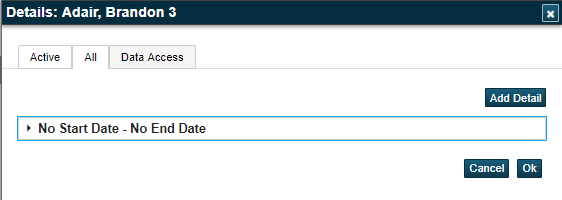 Details: Adair, Brandon 3
Active All Data Access
Add Detail
No Start Date - No End Date
Cancel Ok